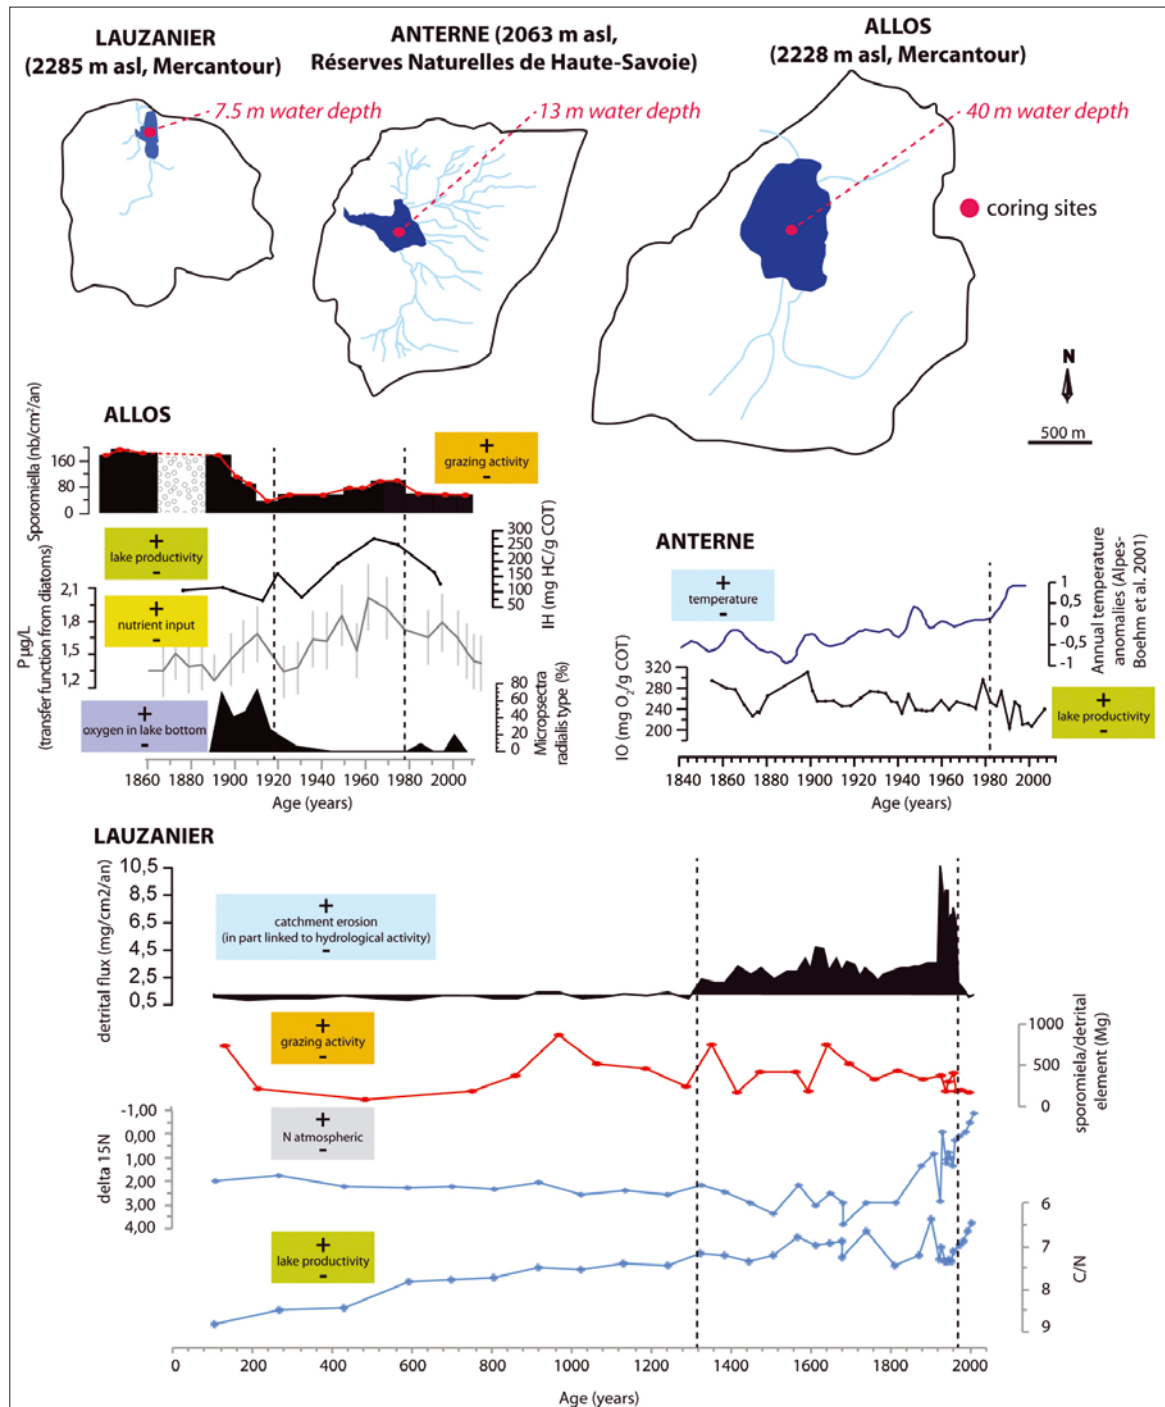 LAUZANIER
(2285 m asl, Mercantour)
ANTERNE (2063 m asl,
Réserves Naturelles de Haute-Savoie)
ALLOS
(2228 m asl, Mercantour)
7.5 m water depth
13 m water depth
40 m water depth
coring sites
N
500 m
ALLOS
Sporomiella (nb/cm²/an)
160
80
0
+
grazing activity
-
+
lake productivity
-
300
250
200
150
100
50
IH (mg HC/g COT)
P µg/L
(transfer function from diatoms)
2,1
1,8
1,5
1,2
+
nutrient input
-
+
oxygen in lake bottom
-
80
60
40
20
0
Micropsectra
radialis type (%)
1860 1880 1900 1920 1940 1960 1980 2000
Age (years)
ANTERNE
+
temperature
-
1
0,5
0
-0,5
-1
Annual temperature
anomalies (Alpes-
Boehm et al. 2001)
IO (mg O₂/g COT)
320
280
240
200
+
lake productivity
-
1840 1860 1880 1900 1920 1940 1960 1980 2000
Age (years)
LAUZANIER
detrital flux (mg/cm2/an)
10,5
8,5
6,5
4,5
2,5
0,5
+
catchment erosion
(in part linked to hydrological activity)
-
+
grazing activity
-
1000
500
0
sporomiela/detrital
element (Mg)
delta 15N
-1,00
0,00
1,00
2,00
3,00
4,00
+
N atmospheric
-
+
lake productivity
-
6
7
8
9
C/N
0 200 400 600 800 1000 1200 1400 1600 1800 2000
Age (years)